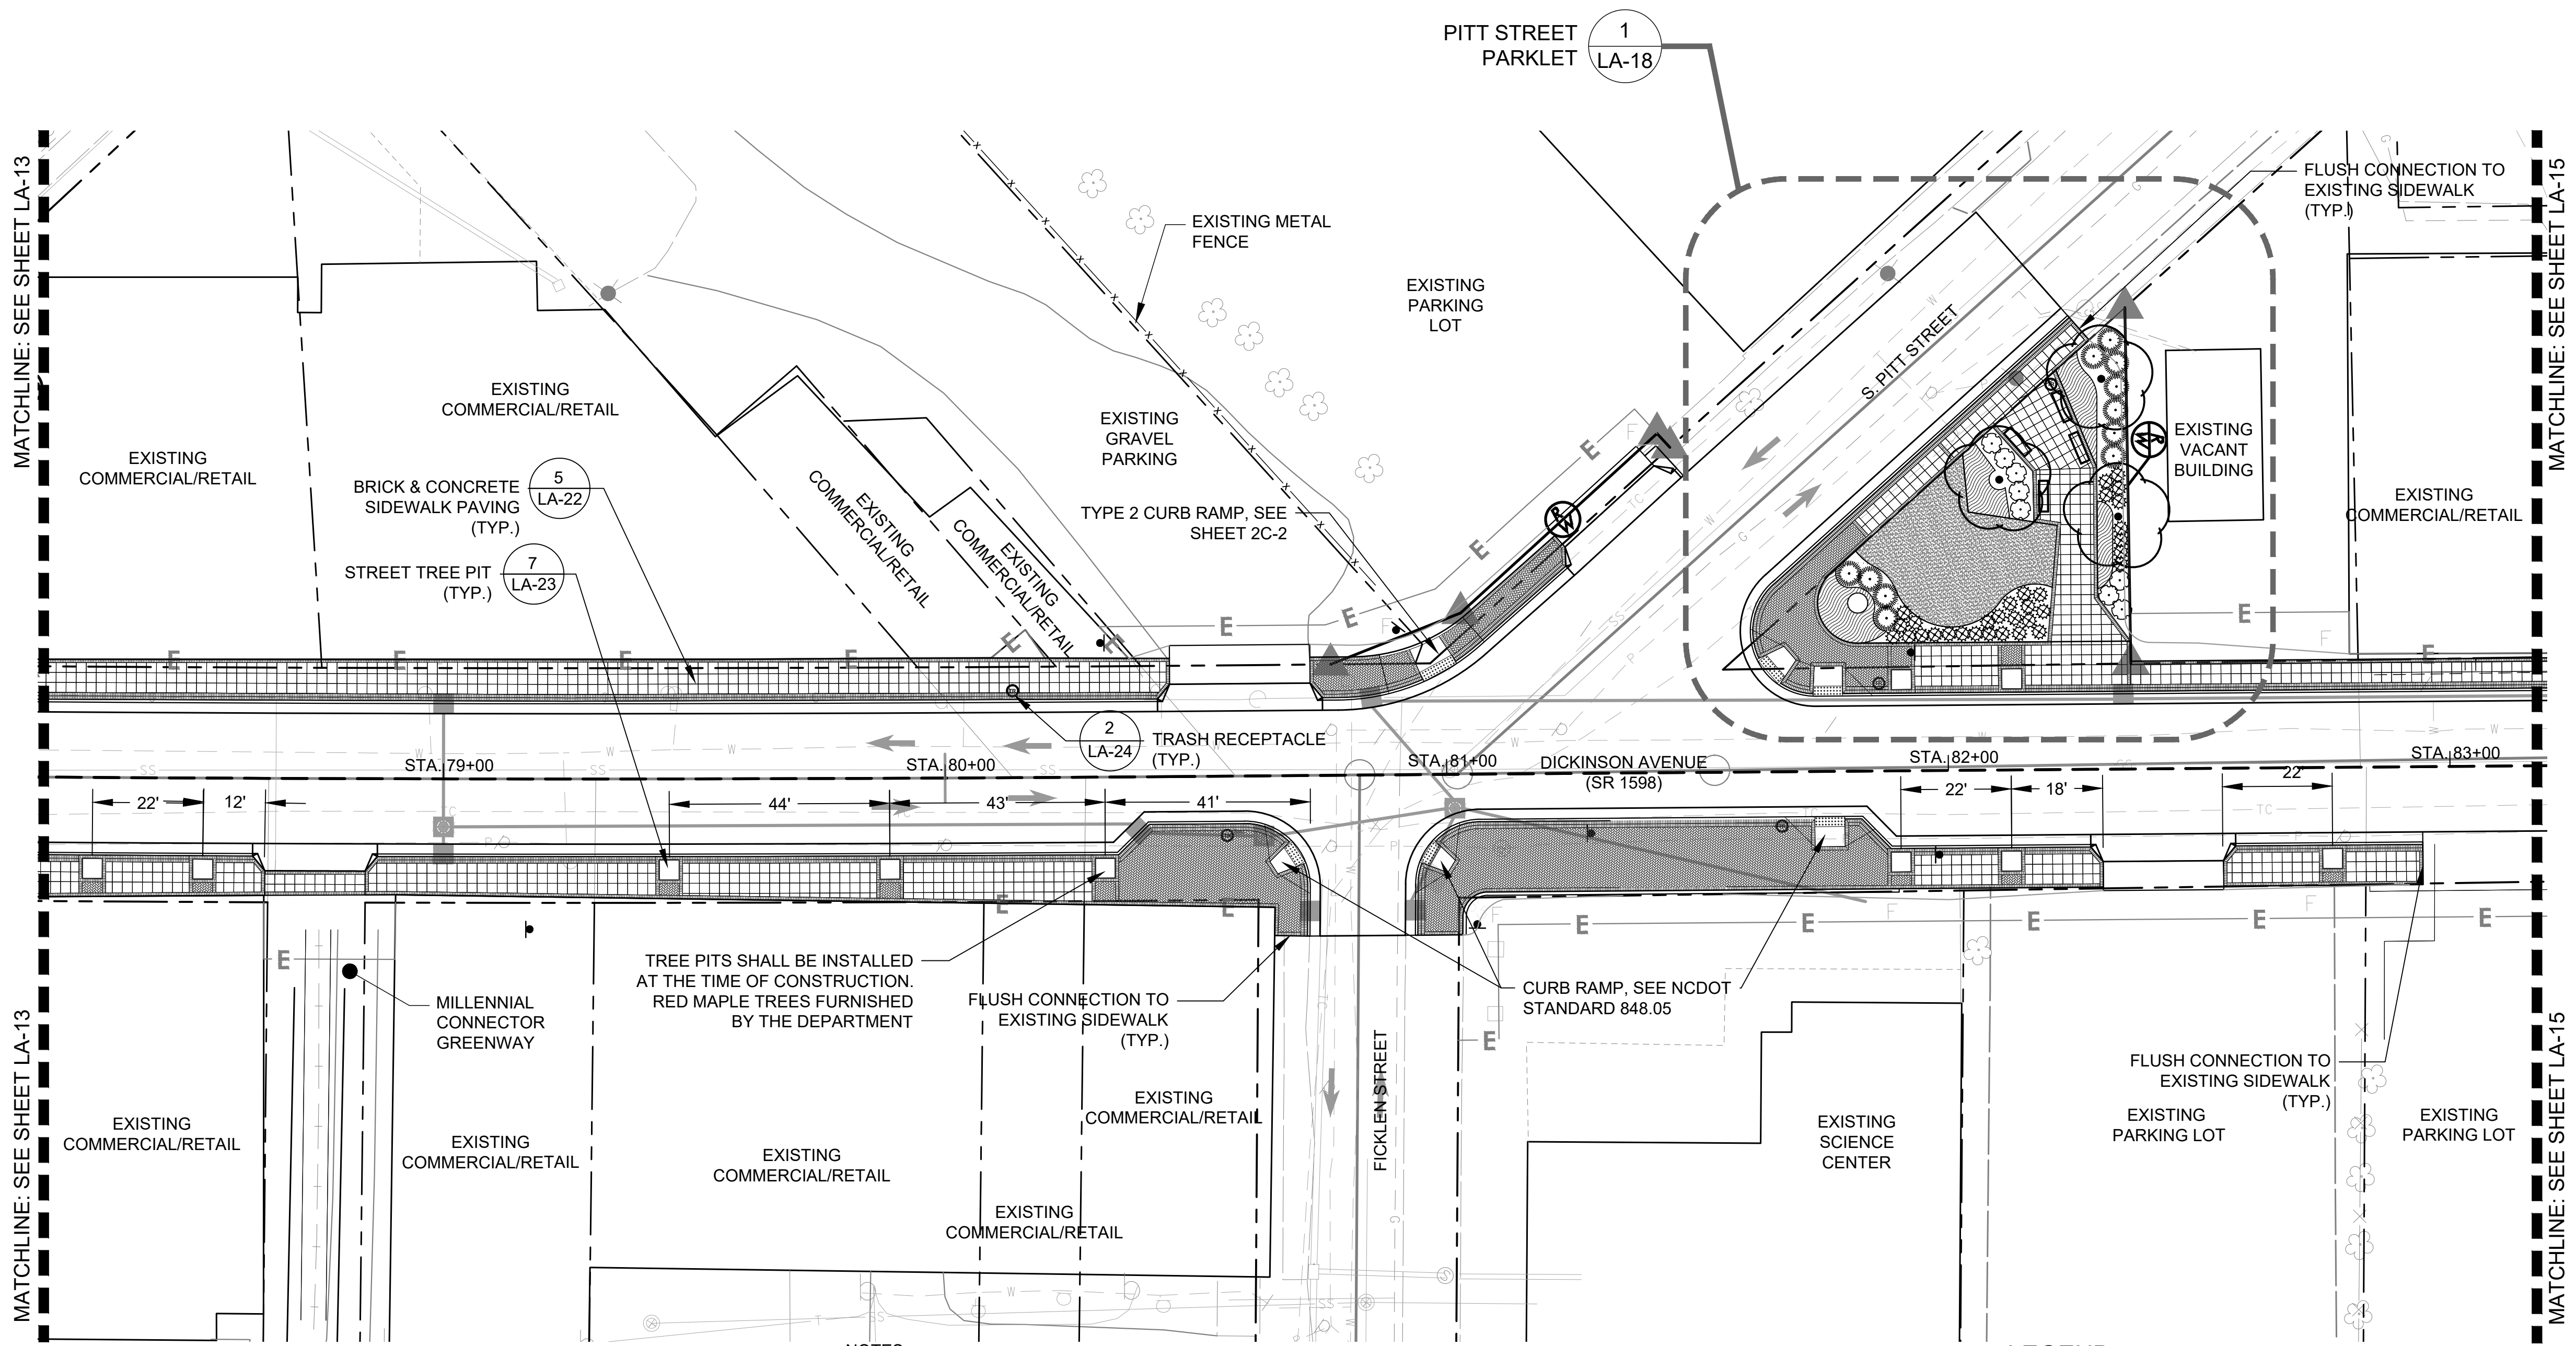 PITT STREET
PARKLET
1
LA-18
MATCHLINE: SEE SHEET LA-13
MATCHLINE: SEE SHEET LA-15
FLUSH CONNECTION TO
EXISTING SIDEWALK
(TYP.)
EXISTING METAL
FENCE
EXISTING
PARKING
LOT
S. PITT STREET
EXISTING
COMMERCIAL/RETAIL
EXISTING
COMMERCIAL/RETAIL
EXISTING
GRAVEL
PARKING
EXISTING
VACANT
BUILDING
EXISTING
COMMERCIAL/RETAIL
BRICK & CONCRETE
SIDEWALK PAVING
(TYP.)
5
LA-22
EXISTING
COMMERCIAL/RETAIL
EXISTING
COMMERCIAL/RETAIL
TYPE 2 CURB RAMP, SEE
SHEET 2C-2
STREET TREE PIT
(TYP.)
7
LA-23
2
LA-24
TRASH RECEPTACLE
(TYP.)
STA. 79+00
STA. 80+00
STA. 81+00
DICKINSON AVENUE
(SR 1598)
STA. 82+00
STA. 83+00
22'
12'
44'
43'
41'
22'
18'
22'
TREE PITS SHALL BE INSTALLED
AT THE TIME OF CONSTRUCTION.
RED MAPLE TREES FURNISHED
BY THE DEPARTMENT
MILLENNIAL
CONNECTOR
GREENWAY
FLUSH CONNECTION TO
EXISTING SIDEWALK
(TYP.)
CURB RAMP, SEE NCDOT
STANDARD 848.05
FICKLEN STREET
FLUSH CONNECTION TO
EXISTING SIDEWALK
(TYP.)
MATCHLINE: SEE SHEET LA-13
MATCHLINE: SEE SHEET LA-15
EXISTING
COMMERCIAL/RETAIL
EXISTING
COMMERCIAL/RETAIL
EXISTING
COMMERCIAL/RETAIL
EXISTING
COMMERCIAL/RETAIL
EXISTING
COMMERCIAL/RETAIL
EXISTING
SCIENCE
CENTER
EXISTING
PARKING LOT
EXISTING
PARKING LOT